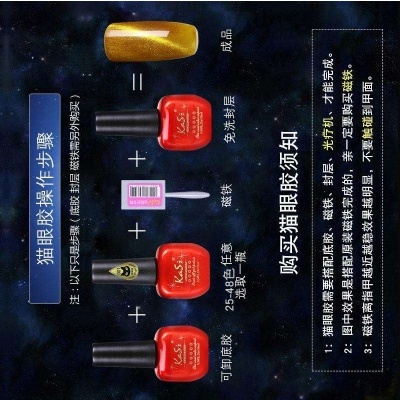 猫眼胶操作步骤
注：以下只是步骤（底胶 封层 磁铁需另外购买）
可卸底胶
+
25-48色 任意
选取一瓶
+
磁铁
+
免洗封层
=
成品
KaSi
KaSi
KaSi
购买猫眼胶须知
1：猫眼胶需要搭配底胶、磁铁、封层、光疗机、才能完成。
2：图中效果是搭配原装磁铁完成的，亲一定要购买磁铁。
3：磁铁离指甲越近越稳效果越明显，不要触碰到甲面。